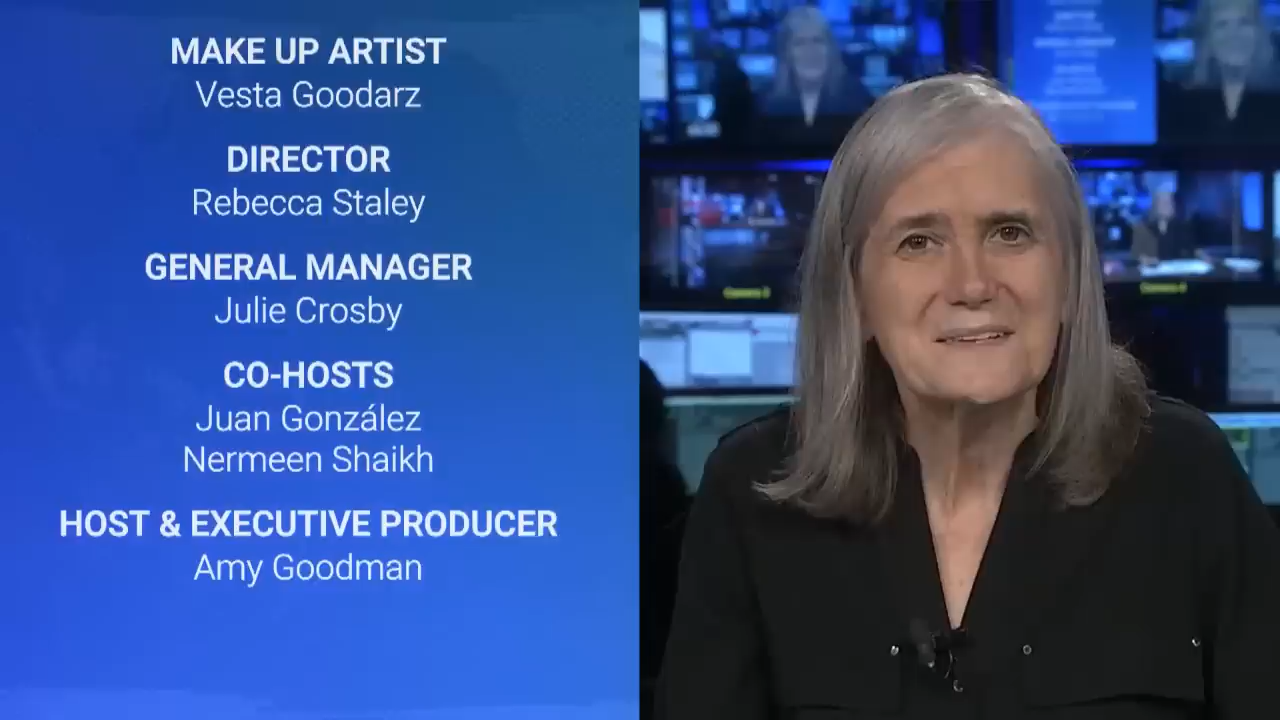 MAKE UP ARTIST
Vesta Goodarz
DIRECTOR
Rebecca Staley
GENERAL MANAGER
Julie Crosby
CO-HOSTS
Juan González
Nermeen Shaikh
HOST & EXECUTIVE PRODUCER
Amy Goodman